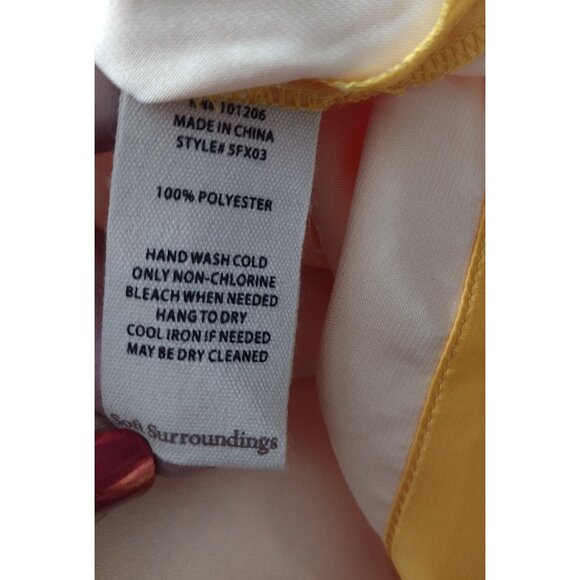 101206
MADE IN CHINA
STYLE# 5FX03
100% POLYESTER
HAND WASH COLD
ONLY NON-CHLORINE
BLEACH WHEN NEEDED
HANG TO DRY
COOL IRON IF NEEDED
MAY BE DRY CLEANED
Soft Surroundings